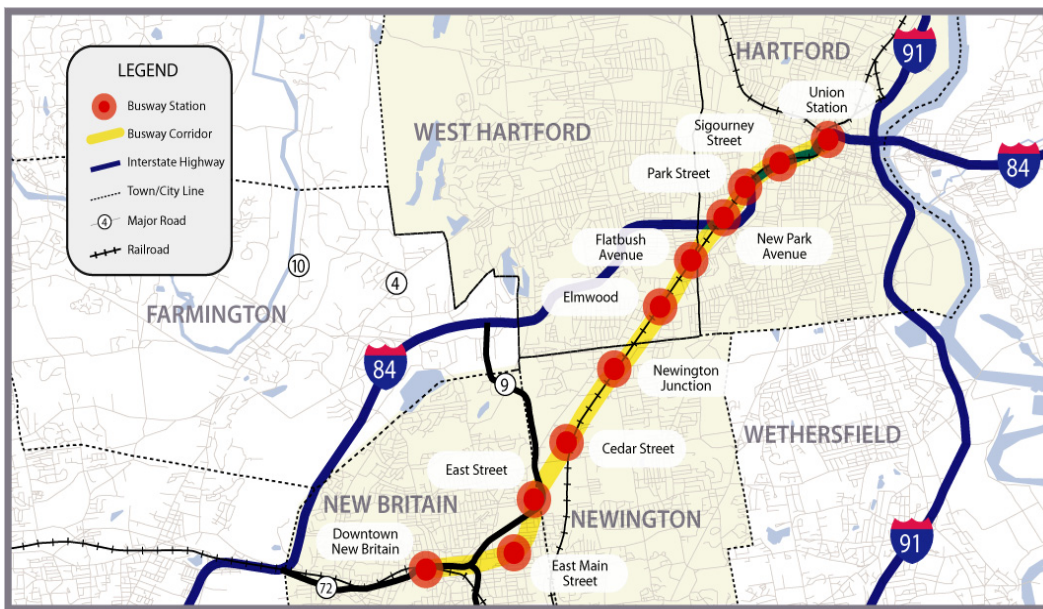 LEGEND
Busway Station
Busway Corridor
Interstate Highway
Town/City Line
4
Major Road
Railroad
HARTFORD
91
Union
Station
WEST HARTFORD
Sigourney
Street
84
Park Street
Flatbush
Avenue
New Park
Avenue
10
4
Elmwood
FARMINGTON
84
9
Newington
Junction
WETHERSFIELD
Cedar Street
East Street
NEW BRITAIN
NEWINGTON
Downtown
New Britain
91
East Main
Street
72